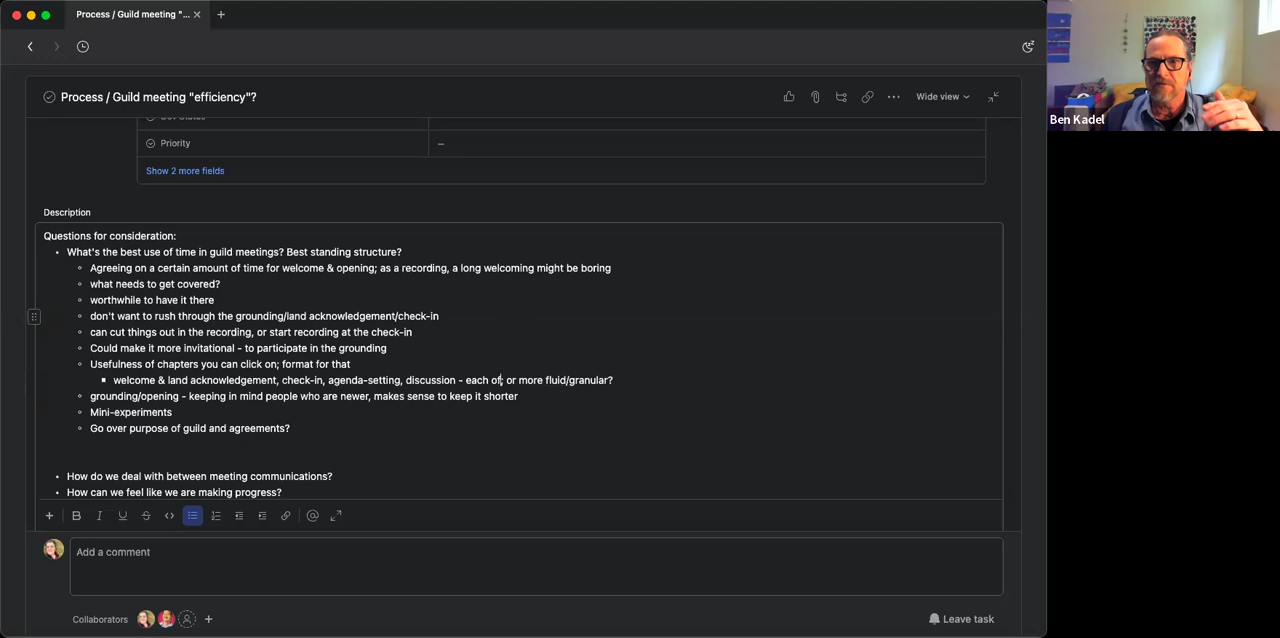 Process / Guild meeting "...
Process / Guild meeting "efficiency"?
Wide view
Priority
–
Show 2 more fields
Description
Questions for consideration:
What's the best use of time in guild meetings? Best standing structure?
Agreeing on a certain amount of time for welcome & opening; as a recording, a long welcoming might be boring
what needs to get covered?
worthwhile to have it there
don't want to rush through the grounding/land acknowledgement/check-in
can cut things out in the recording, or start recording at the check-in
Could make it more invitational - to participate in the grounding
Usefulness of chapters you can click on; format for that
welcome & land acknowledgement, check-in, agenda-setting, discussion - each of; or more fluid/granular?
grounding/opening - keeping in mind people who are newer, makes sense to keep it shorter
Mini-experiments
Go over purpose of guild and agreements?
How do we deal with between meeting communications?
How can we feel like we are making progress?
Add a comment
Collaborators
Leave task
Ben Kadel